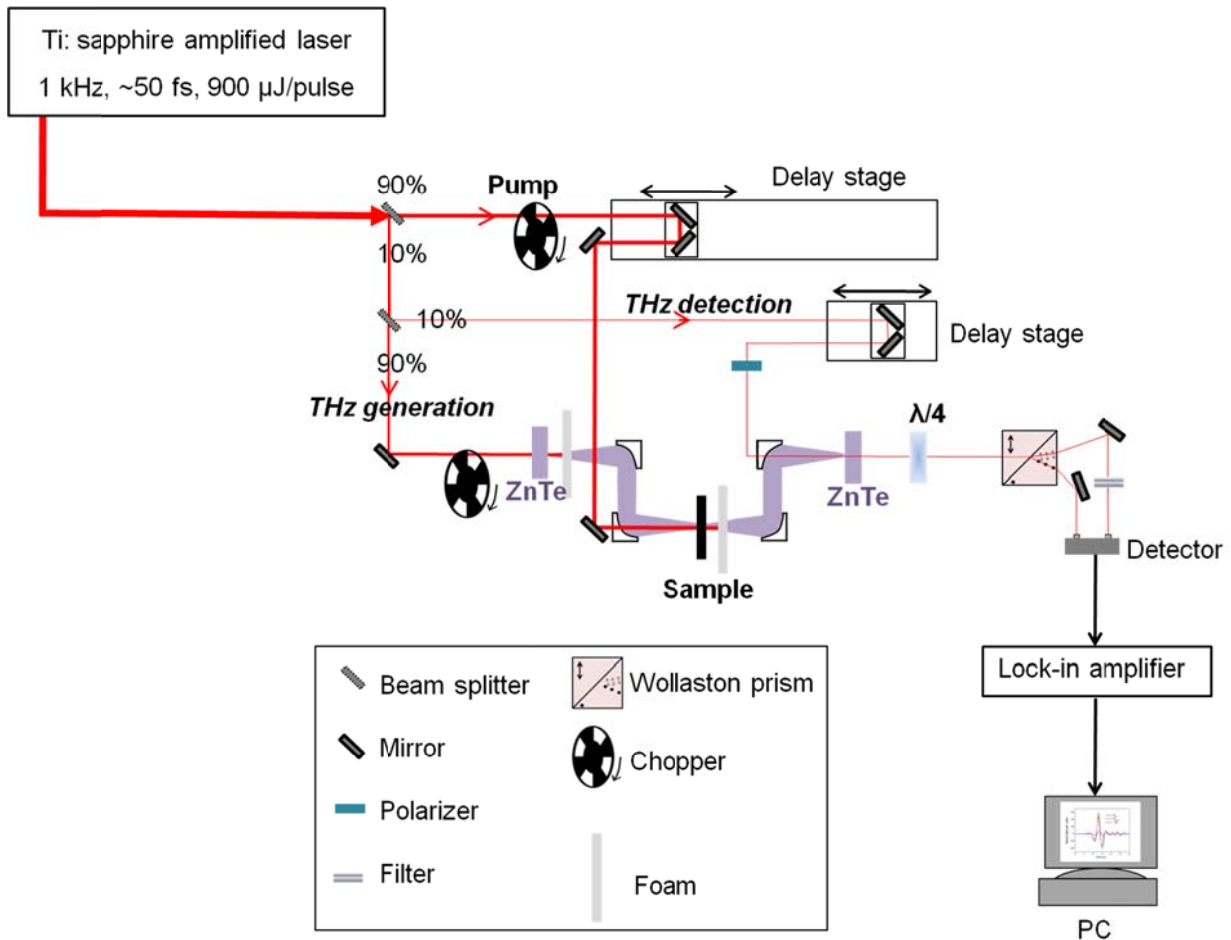 Ti: sapphire amplified laser
1 kHz, ~50 fs, 900 µJ/pulse
90%
Pump
Delay stage
10%
THz detection
10%
Delay stage
90%
THz generation
λ/4
ZnTe
ZnTe
Detector
Sample
Lock-in amplifier
Beam splitter
Wollaston prism
Mirror
Chopper
Polarizer
Filter
Foam
PC